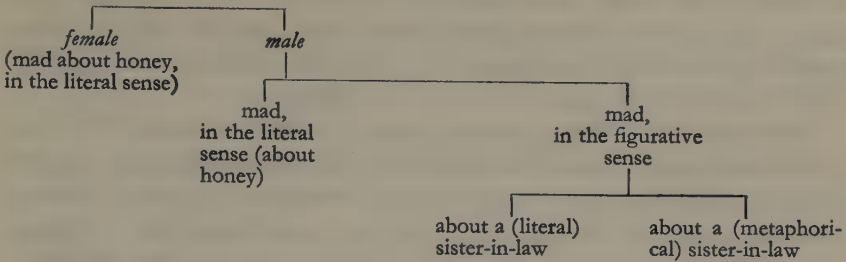 female
(mad about honey,
in the literal sense)
male
mad,
in the literal
sense (about
honey)
mad,
in the figurative
sense
about a (literal)
sister-in-law
about a (metaphori-
cal) sister-in-law